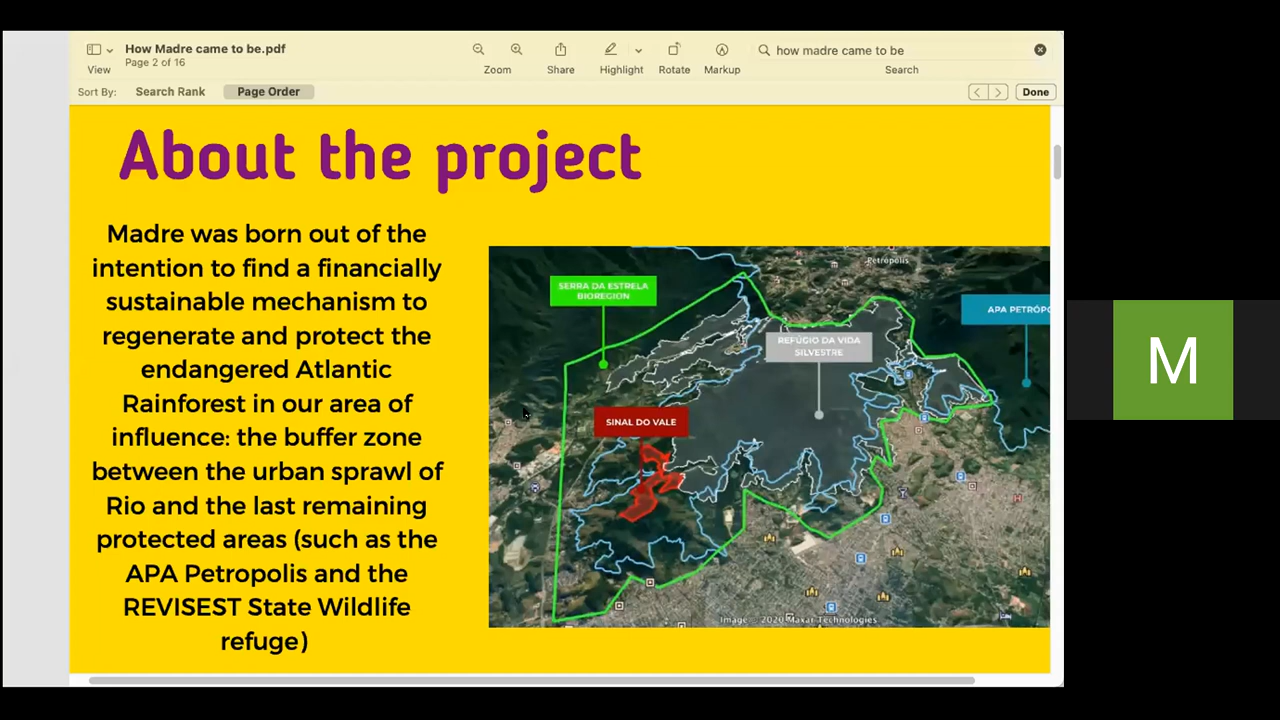 How Madre came to be.pdf
Page 2 of 16
View
Zoom
Share
Highlight
Rotate
Markup
how madre came to be
Search
Sort By:
Search Rank
Page Order
Done
About the project
Madre was born out of the
intention to find a financially
sustainable mechanism to
regenerate and protect the
endangered Atlantic
Rainforest in our area of
influence: the buffer zone
between the urban sprawl of
Rio and the last remaining
protected areas (such as the
APA Petropolis and the
REVISEST State Wildlife
refuge)
Petrópolis
SERRA DA ESTRELA
BIOREGION
APA PETRÓPO
REFÚGIO DA VIDA
SILVESTRE
SINAL DO VALE
Image © 2020 Maxar Technologies
M